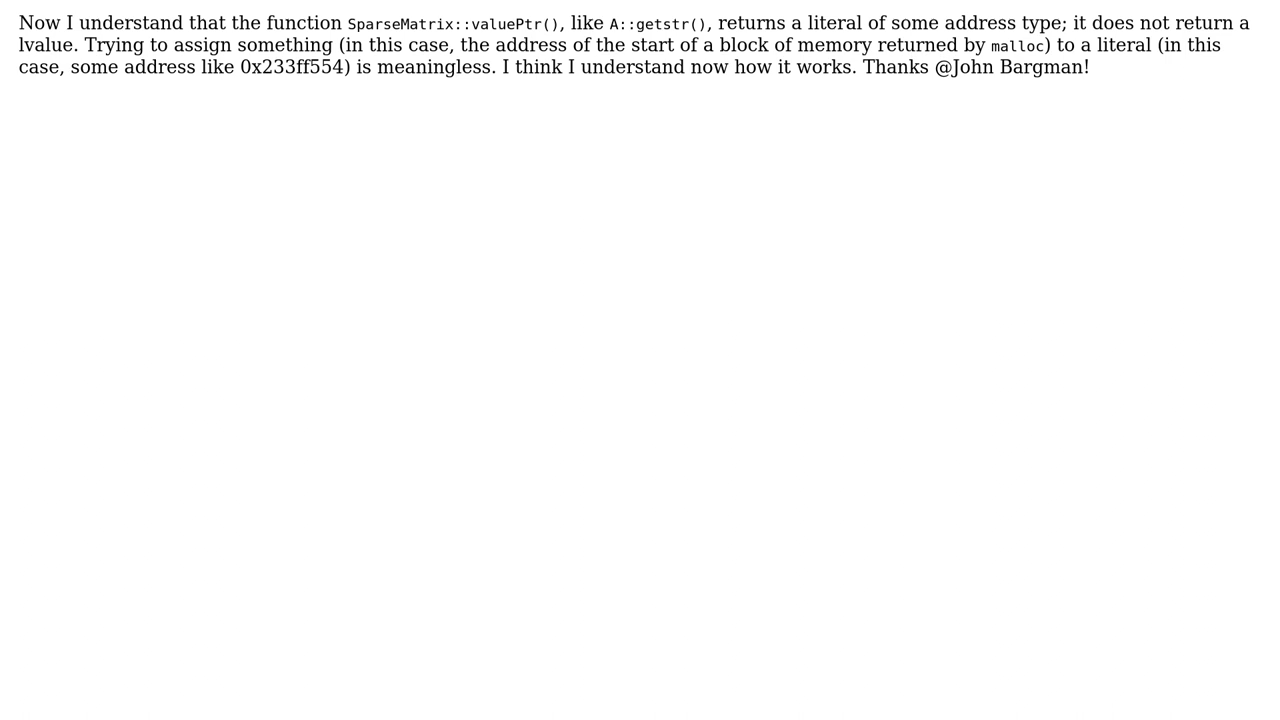 Now I understand that the function SparseMatrix::valuePtr(), like A::getstr(), returns a literal of some address type; it does not return a
lvalue. Trying to assign something (in this case, the address of the start of a block of memory returned by malloc) to a literal (in this
case, some address like 0x233ff554) is meaningless. I think I understand now how it works. Thanks @John Bargman!